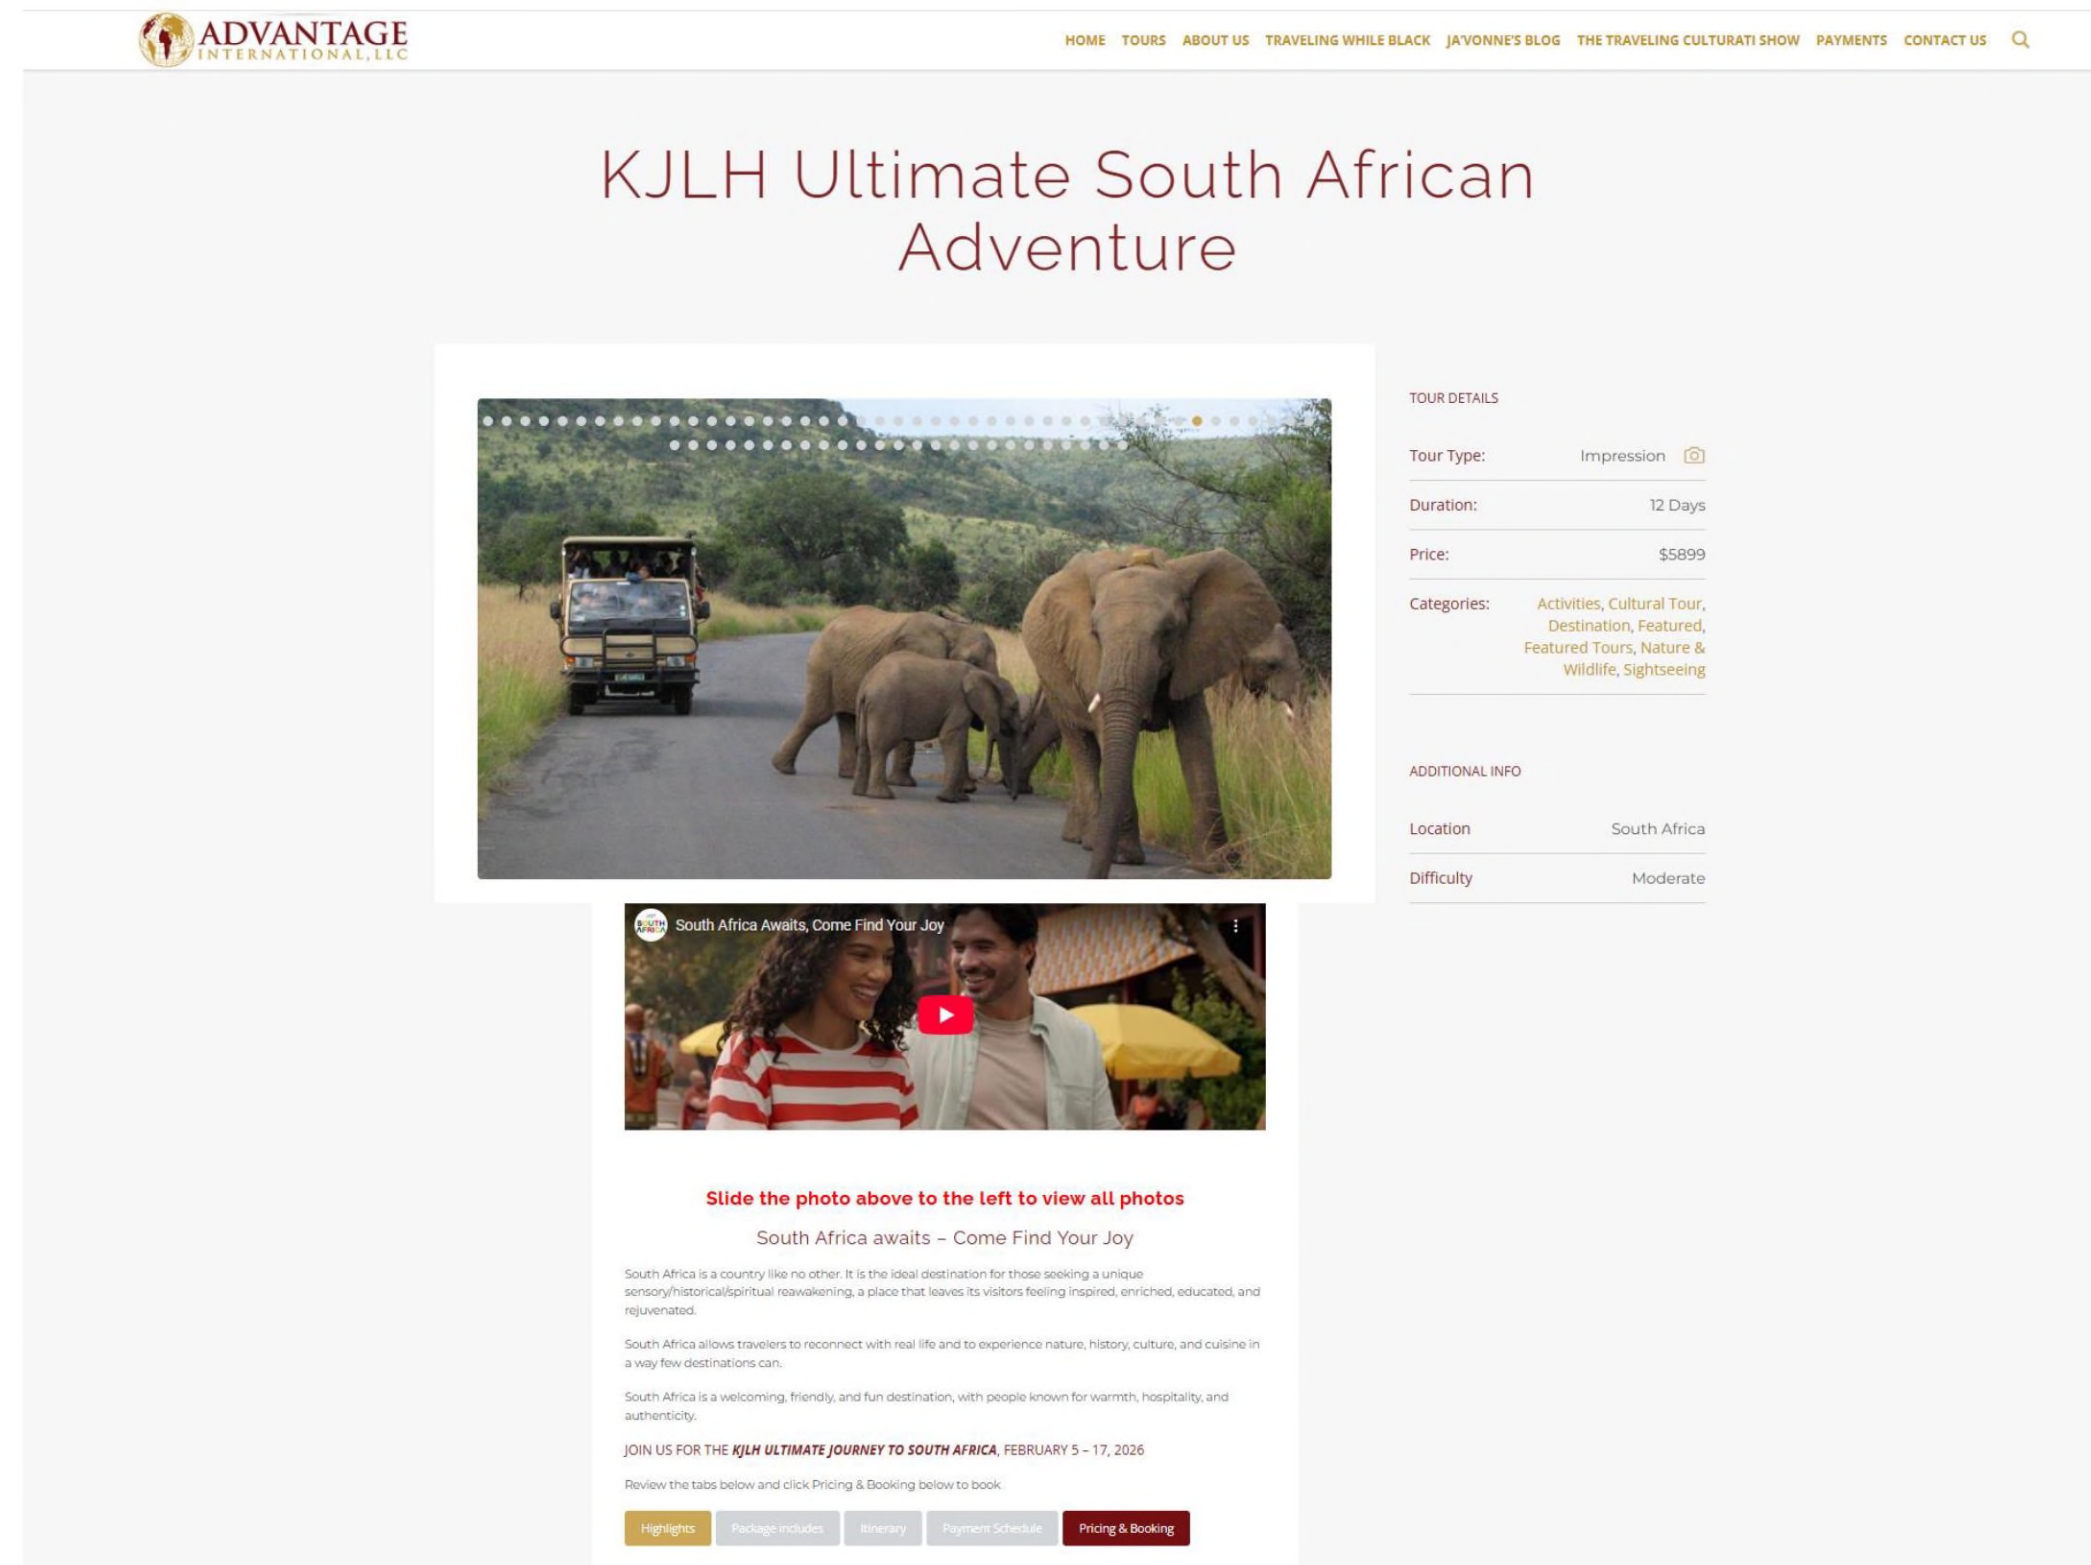 ADVANTAGE
INTERNATIONAL, LLC
HOME TOURS ABOUT US TRAVELING WHILE BLACK JA'VONNE'S BLOG THE TRAVELING CULTURATI SHOW PAYMENTS CONTACT US
KJLH Ultimate South African
Adventure
TOUR DETAILS
Tour Type: Impression
Duration: 12 Days
Price: $5899
Categories: Activities, Cultural Tour,
Destination, Featured,
Featured Tours, Nature &
Wildlife, Sightseeing
ADDITIONAL INFO
Location South Africa
Difficulty Moderate
SOUTH
AFRICA
South Africa Awaits, Come Find Your Joy
Slide the photo above to the left to view all photos
South Africa awaits – Come Find Your Joy
South Africa is a country like no other. It is the ideal destination for those seeking a unique
sensory/historical/spiritual reawakening, a place that leaves its visitors feeling inspired, enriched, educated, and
rejuvenated.
South Africa allows travelers to reconnect with real life and to experience nature, history, culture, and cuisine in
a way few destinations can.
South Africa is a welcoming, friendly, and fun destination, with people known for warmth, hospitality, and
authenticity.
JOIN US FOR THE KJLH ULTIMATE JOURNEY TO SOUTH AFRICA, FEBRUARY 5 – 17, 2026
Review the tabs below and click Pricing & Booking below to book
Highlights Package includes Itinerary Payment Schedule Pricing & Booking